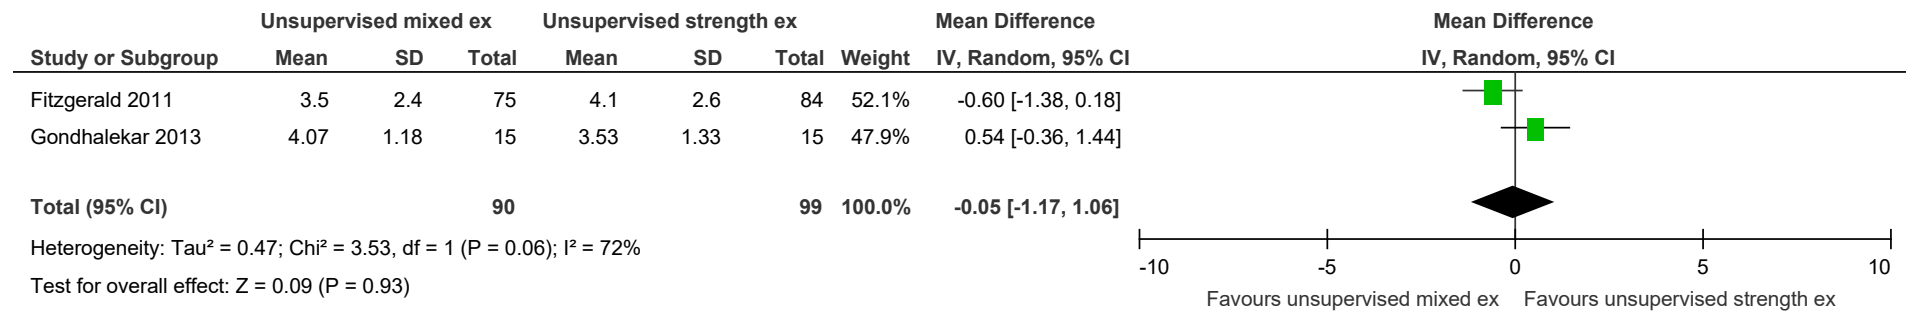 Unsupervised mixed ex Unsupervised strength ex Mean Difference Mean Difference
Study or Subgroup Mean SD Total Mean SD Total Weight IV, Random, 95% CI IV, Random, 95% CI
Fitzgerald 2011 3.5 2.4 75 4.1 2.6 84 52.1% -0.60 [-1.38, 0.18]
Gondhalekar 2013 4.07 1.18 15 3.53 1.33 15 47.9% 0.54 [-0.36, 1.44]
Total (95% CI) 90 99 100.0% -0.05 [-1.17, 1.06]
Heterogeneity: Tau² = 0.47; Chi² = 3.53, df = 1 (P = 0.06); I² = 72%
Test for overall effect: Z = 0.09 (P = 0.93)
-10 -5 0 5 10
Favours unsupervised mixed ex Favours unsupervised strength ex